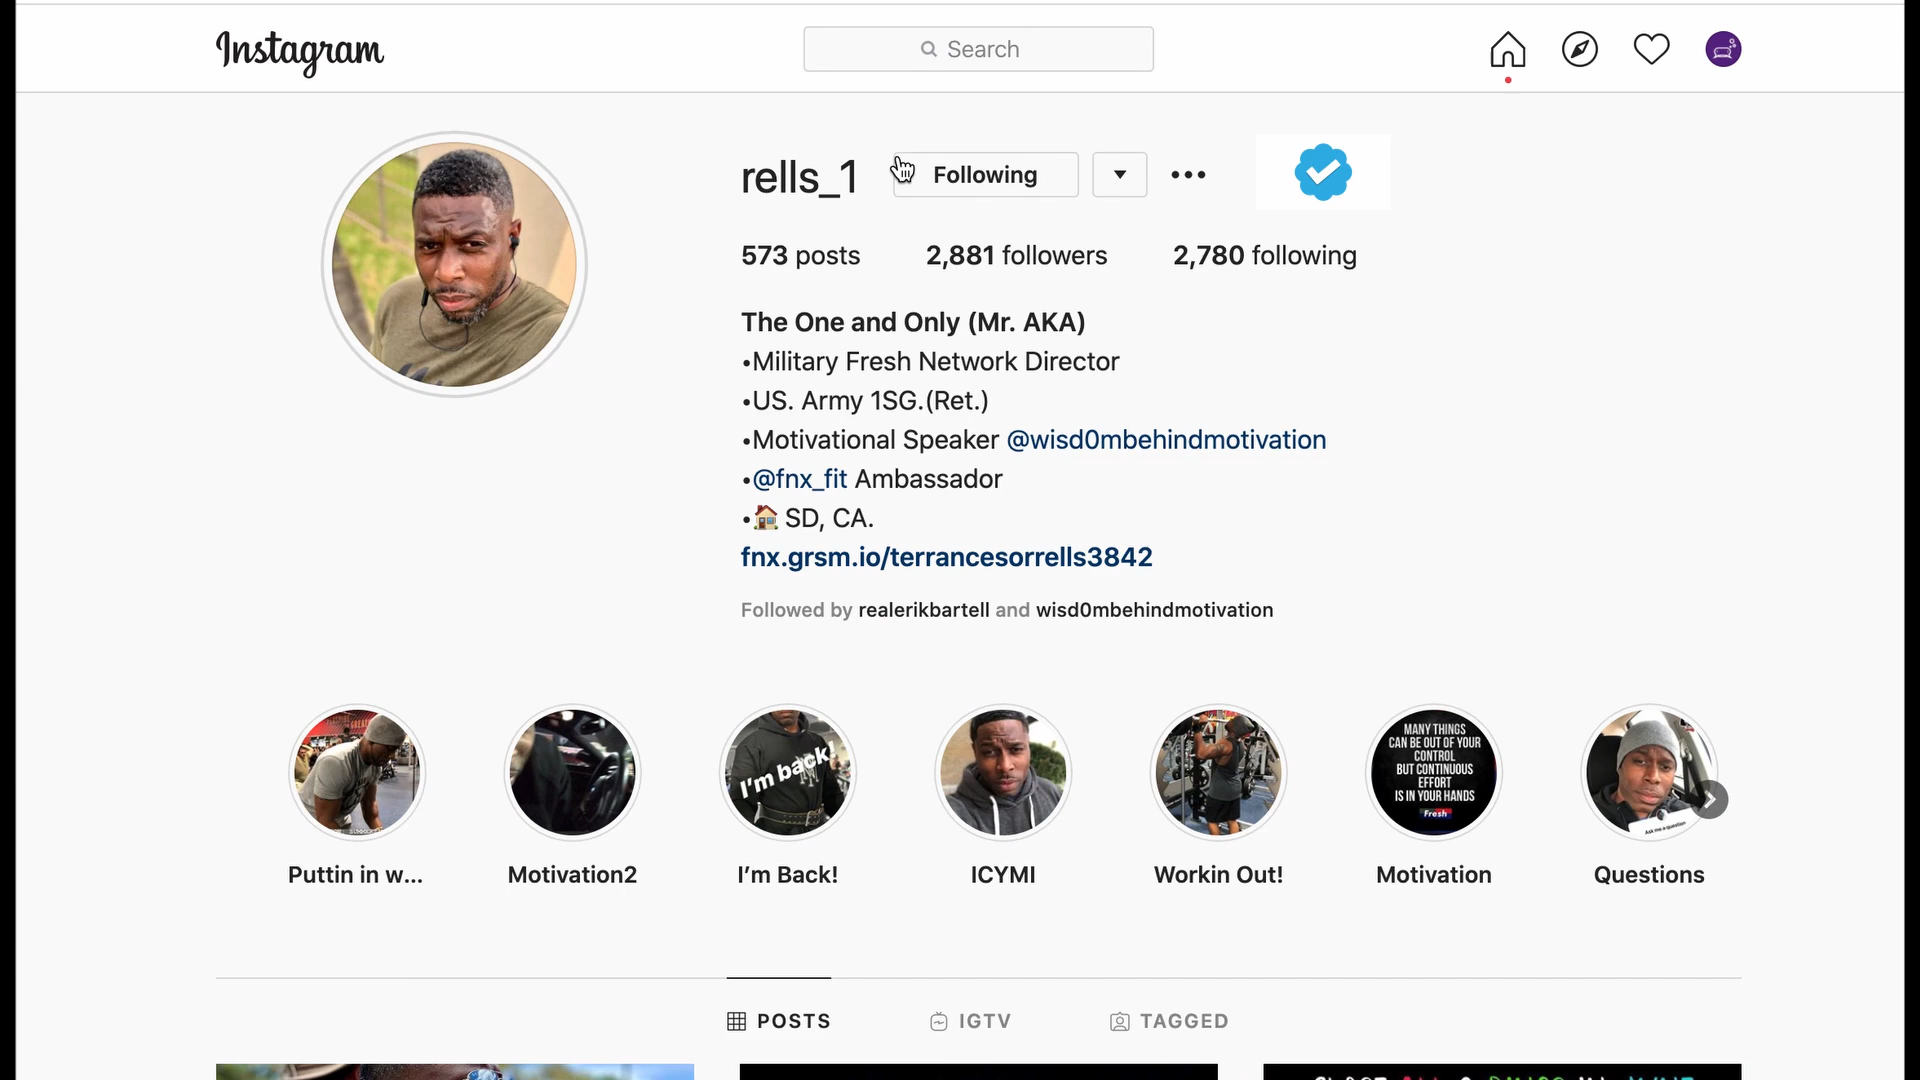 Instagram
Search
rells_1
Following
573 posts
2,881 followers
2,780 following
The One and Only (Mr. AKA)
•Military Fresh Network Director
•US. Army 1SG.(Ret.)
•Motivational Speaker @wisd0mbehindmotivation
•@fnx_fit Ambassador
•🏠 SD, CA.
fnx.grsm.io/terrancesorrells3842
Followed by realerikbartell and wisd0mbehindmotivation
I'm back!
MANY THINGS
CAN BE OUT OF YOUR
CONTROL
BUT CONTINUOUS
EFFORT
IS IN YOUR HANDS
Fresh
Ask me a question
Puttin in w...
Motivation2
I’m Back!
ICYMI
Workin Out!
Motivation
Questions
POSTS
IGTV
TAGGED